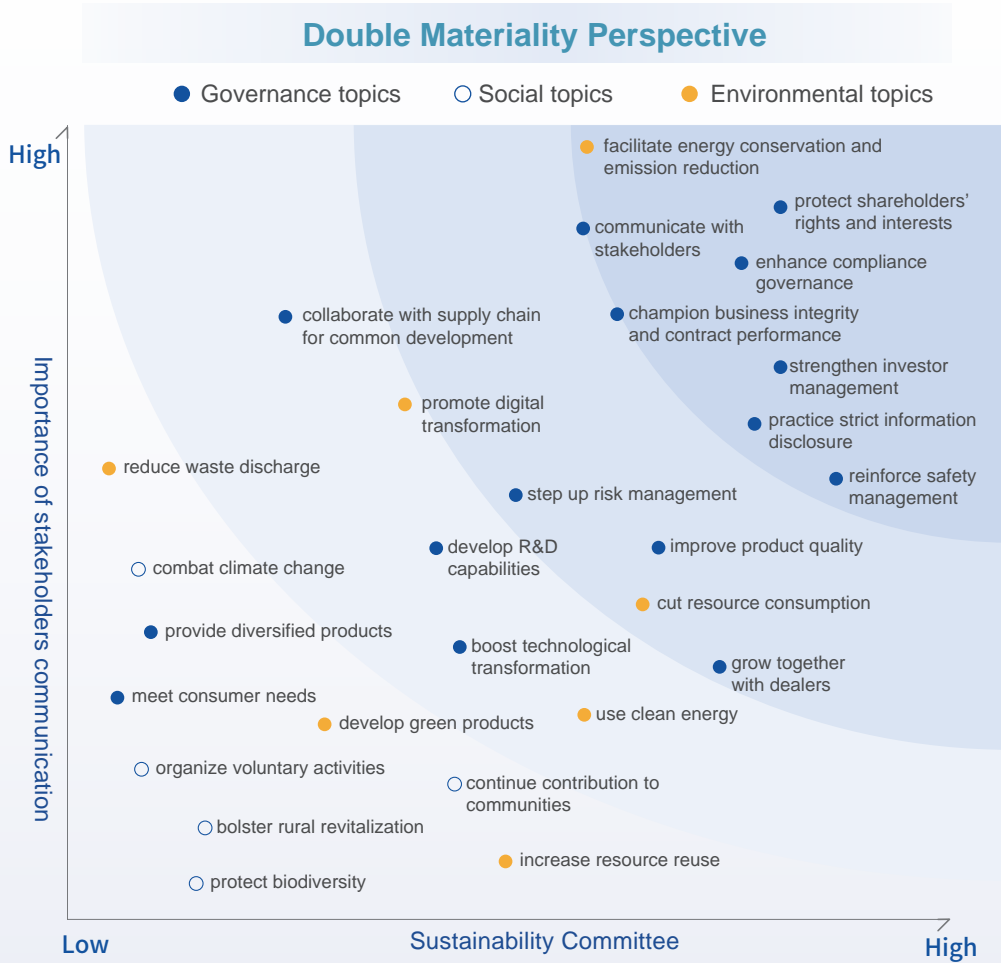 Double Materiality Perspective
Governance topics
Social topics
Environmental topics
High
facilitate energy conservation and
emission reduction
protect shareholders’
rights and interests
communicate with
stakeholders
enhance compliance
governance
collaborate with supply chain
for common development
champion business integrity
and contract performance
strengthen investor
management
promote digital
transformation
practice strict information
disclosure
reduce waste discharge
reinforce safety
management
step up risk management
develop R&D
capabilities
improve product quality
combat climate change
cut resource consumption
provide diversified products
boost technological
transformation
grow together
with dealers
meet consumer needs
develop green products
use clean energy
organize voluntary activities
continue contribution to
communities
bolster rural revitalization
increase resource reuse
protect biodiversity
Importance of stakeholders communication
Low
Sustainability Committee
High